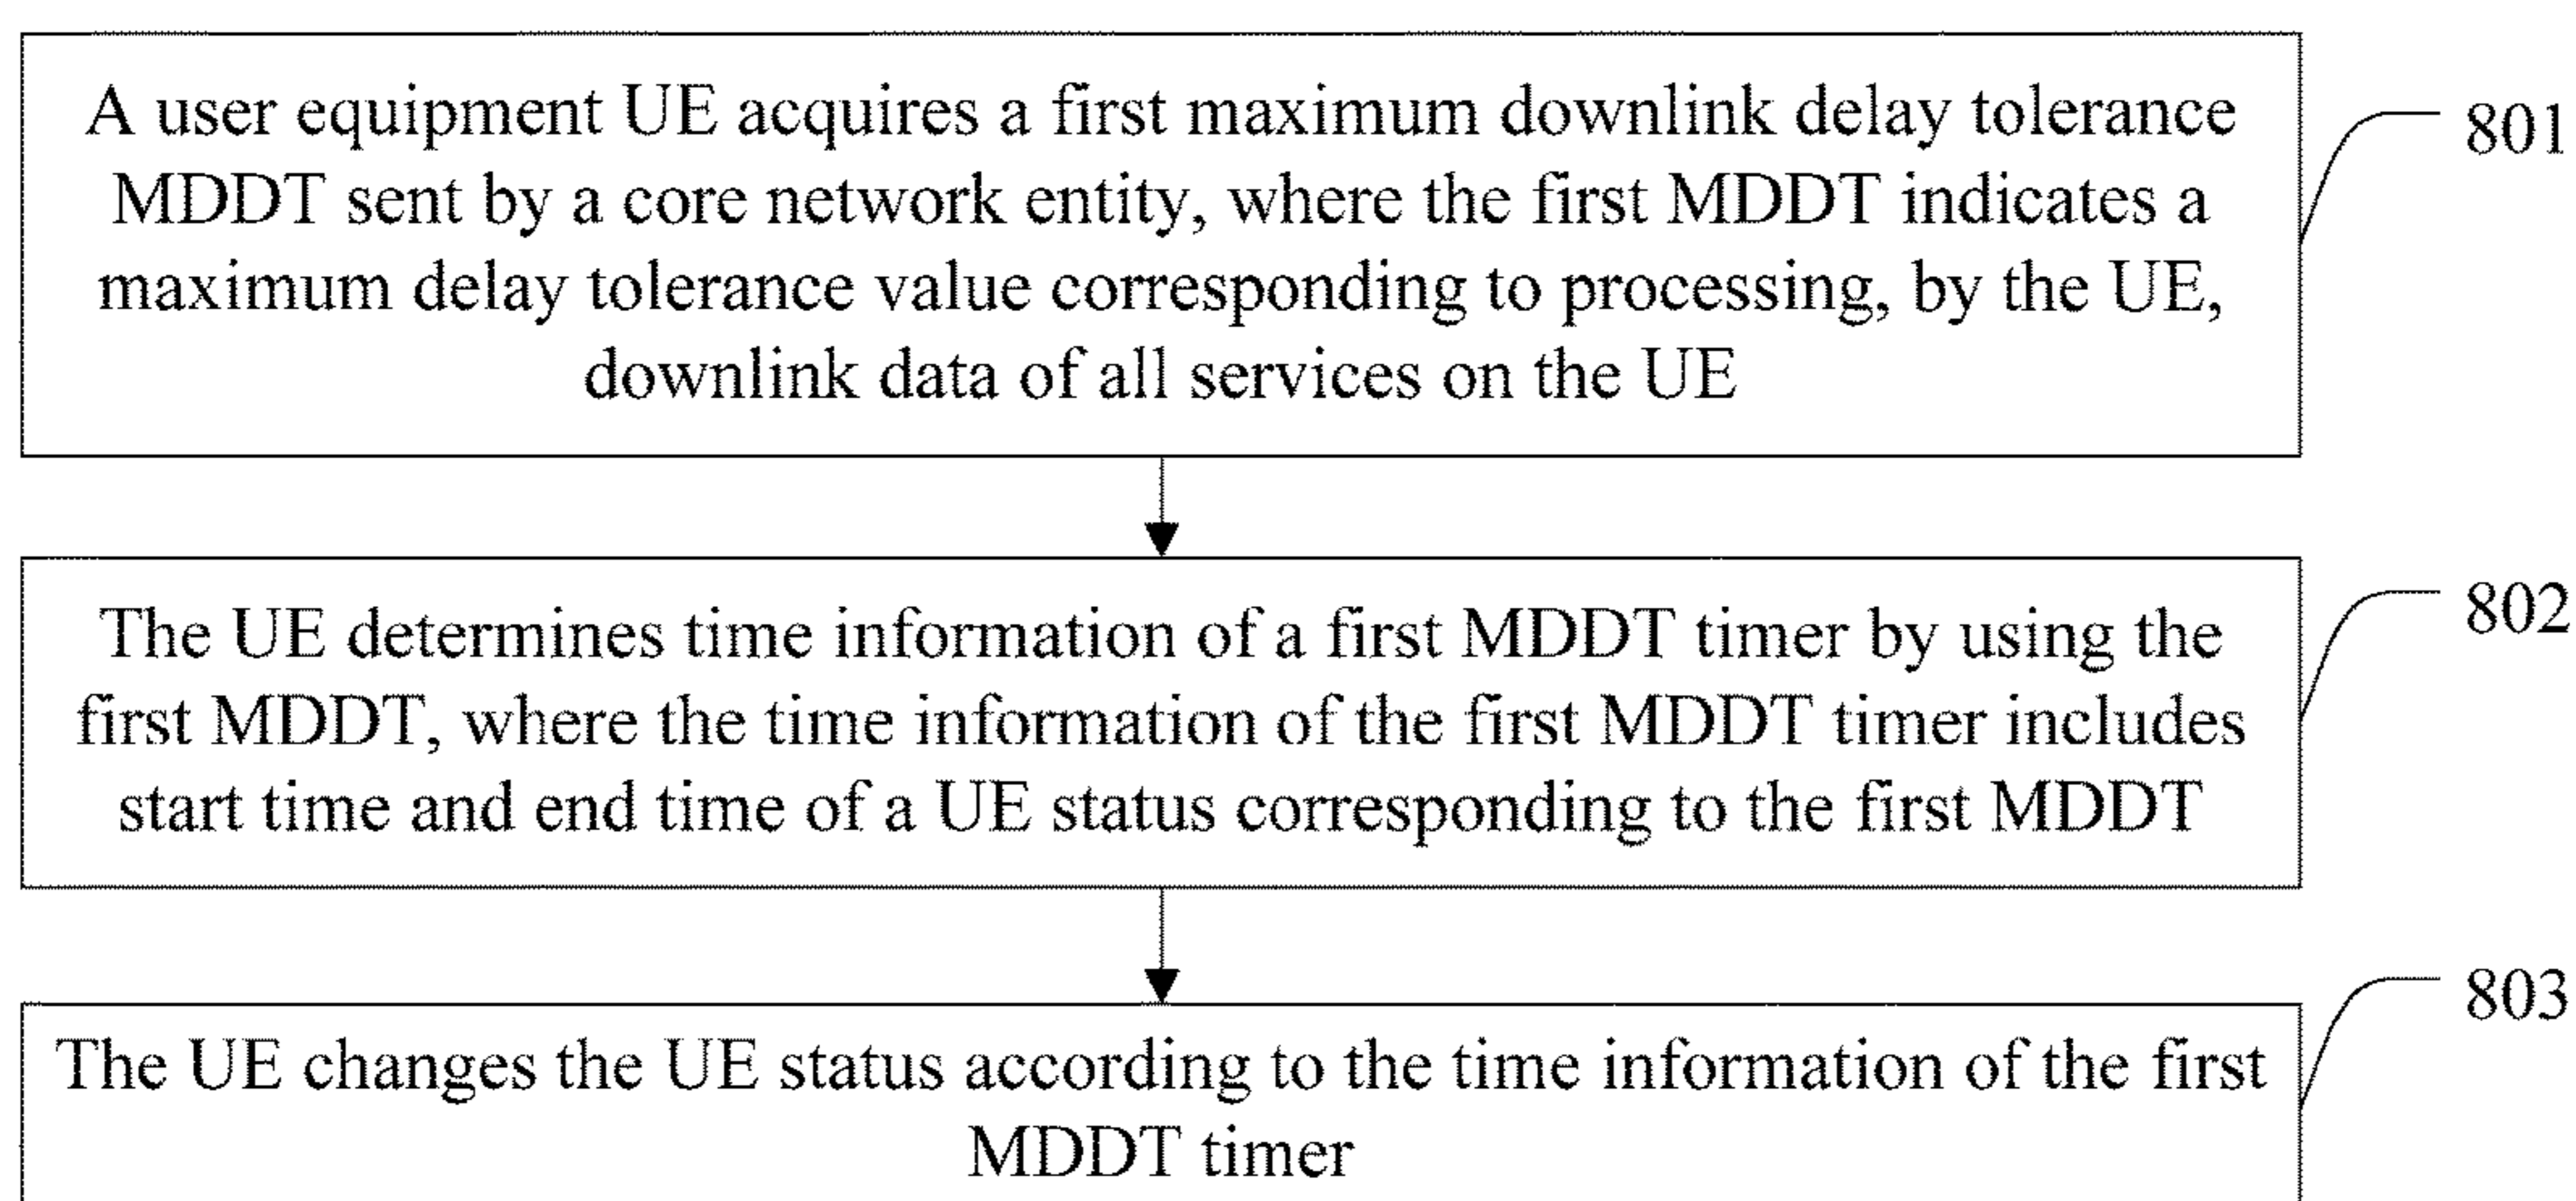 A user equipment UE acquires a first maximum downlink delay tolerance
MDDT sent by a core network entity, where the first MDDT indicates a
maximum delay tolerance value corresponding to processing, by the UE,
downlink data of all services on the UE
801
The UE determines time information of a first MDDT timer by using the
first MDDT, where the time information of the first MDDT timer includes
start time and end time of a UE status corresponding to the first MDDT
802
The UE changes the UE status according to the time information of the first
MDDT timer
803